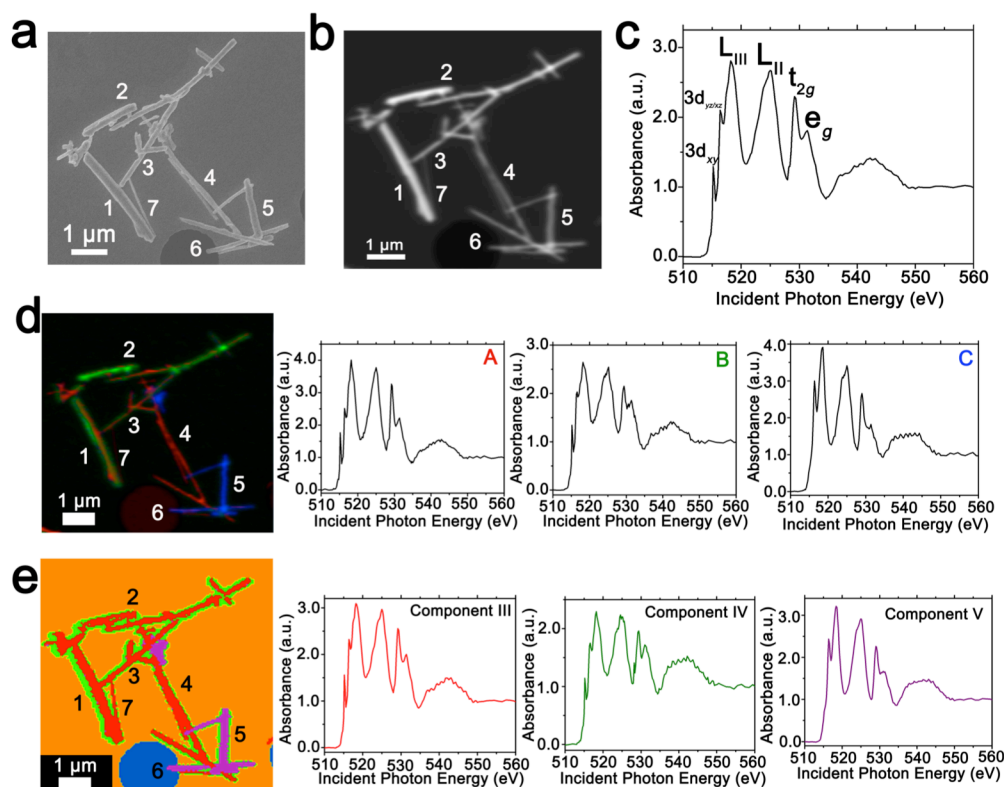 a
2
3
4
1
7
5
6
1 μm
b
2
3
4
1
7
5
6
1 μm
c
3.0
2.0
1.0
0.0
Absorbance (a.u.)
L_III
L_II
t_2g
e_g
3d_yz/xz
3d_xy
510 520 530 540 550 560
Incident Photon Energy (eV)
d
2
3
4
1
7
5
6
1 μm
A
4.0
3.0
2.0
1.0
0.0
Absorbance (a.u.)
510 520 530 540 550 560
Incident Photon Energy (eV)
B
3.0
2.0
1.0
0.0
Absorbance (a.u.)
510 520 530 540 550 560
Incident Photon Energy (eV)
C
4.0
3.0
2.0
1.0
0.0
Absorbance (a.u.)
510 520 530 540 550 560
Incident Photon Energy (eV)
e
2
3
4
1
7
5
6
1 μm
Component III
3.0
2.0
1.0
0.0
Absorbance (a.u.)
510 520 530 540 550 560
Incident Photon Energy (eV)
Component IV
2.0
1.0
0.0
Absorbance (a.u.)
510 520 530 540 550 560
Incident Photon Energy (eV)
Component V
3.0
2.0
1.0
0.0
Absorbance (a.u.)
510 520 530 540 550 560
Incident Photon Energy (eV)